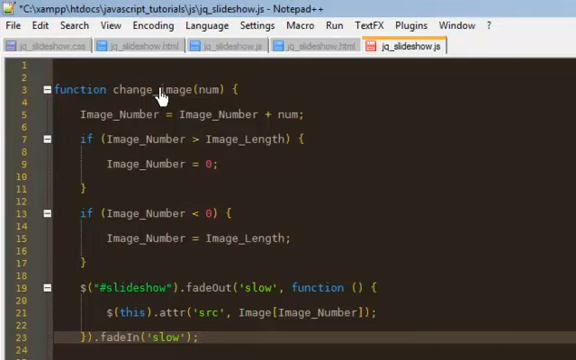 *C:\xampp\htdocs\javascript_tutorials\js\jq_slideshow.js - Notepad++
File Edit Search View Encoding Language Settings Macro Run TextFX Plugins Window ?
jq_slideshow.css jq_slideshow.html jq_slideshow.js jq_slideshow.html jq_slideshow.js
1
2
3 function change_image(num) {
4
5 Image_Number = Image_Number + num;
6
7 if (Image_Number > Image_Length) {
8
9 Image_Number = 0;
10
11 }
12
13 if (Image_Number < 0) {
14
15 Image_Number = Image_Length;
16
17 }
18
19 $("#slideshow").fadeOut('slow', function () {
20
21 $(this).attr('src', Image[Image_Number]);
22
23 }).fadeIn('slow');
24